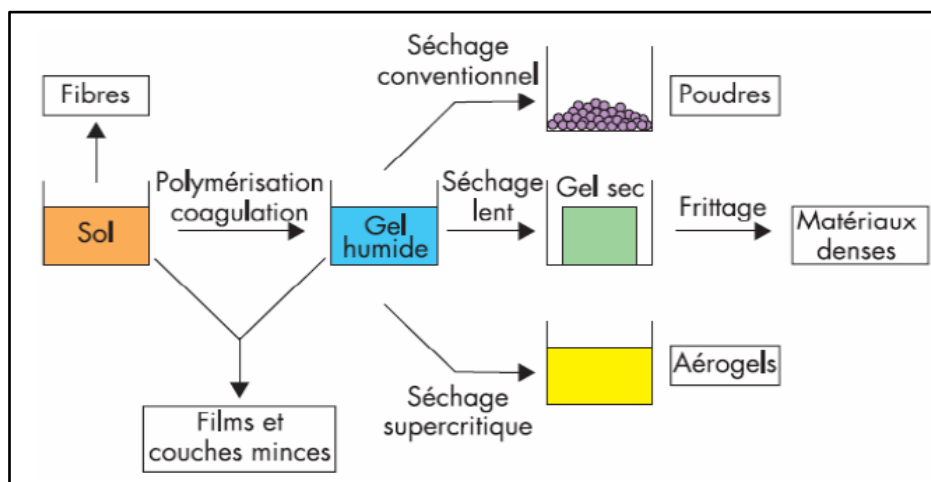 Séchage
conventionnel
Fibres
Poudres
Polymérisation
coagulation
Séchage
lent
Gel sec
Frittage
Sol
Gel
humide
Matériaux
denses
Aérogels
Séchage
supercritique
Films et
couches minces